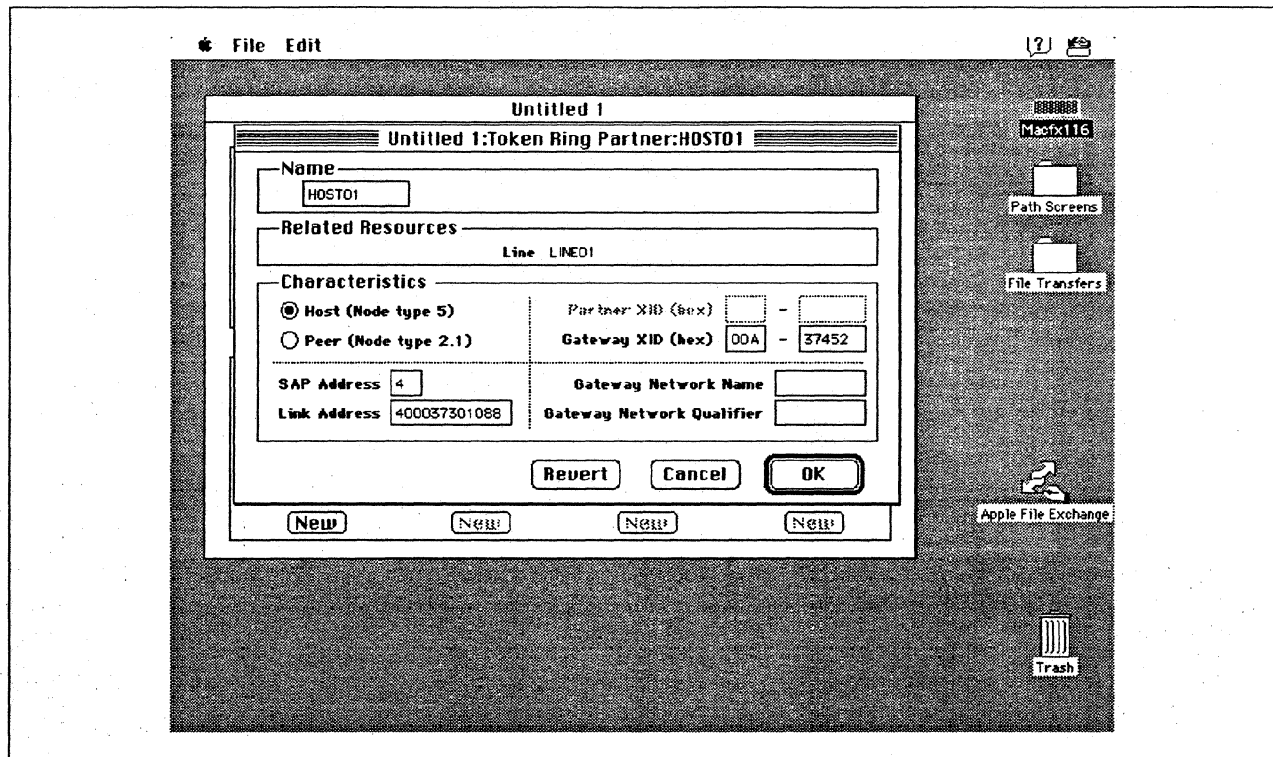 File Edit
Untitled 1
Untitled 1:Token Ring Partner:HOST01
Name
HOST01
Related Resources
Line LINE01
Characteristics
Host (Node type 5)
Peer (Node type 2.1)
Partner XID (hex) -
Gateway XID (hex) 00A - 37452
SAP Address 4
Link Address 400037301088
Gateway Network Name
Gateway Network Qualifier
Revert Cancel OK
New New New New
Macfx116
Path Screens
File Transfers
Apple File Exchange
Trash